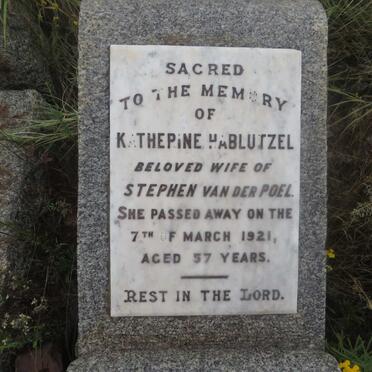 SACRED
TO THE MEMORY
OF
KATHERINE HABLUTZEL
BELOVED WIFE OF
STEPHEN VAN DER POEL.
SHE PASSED AWAY ON THE
7TH OF MARCH 1921,
AGED 57 YEARS.
REST IN THE LORD.